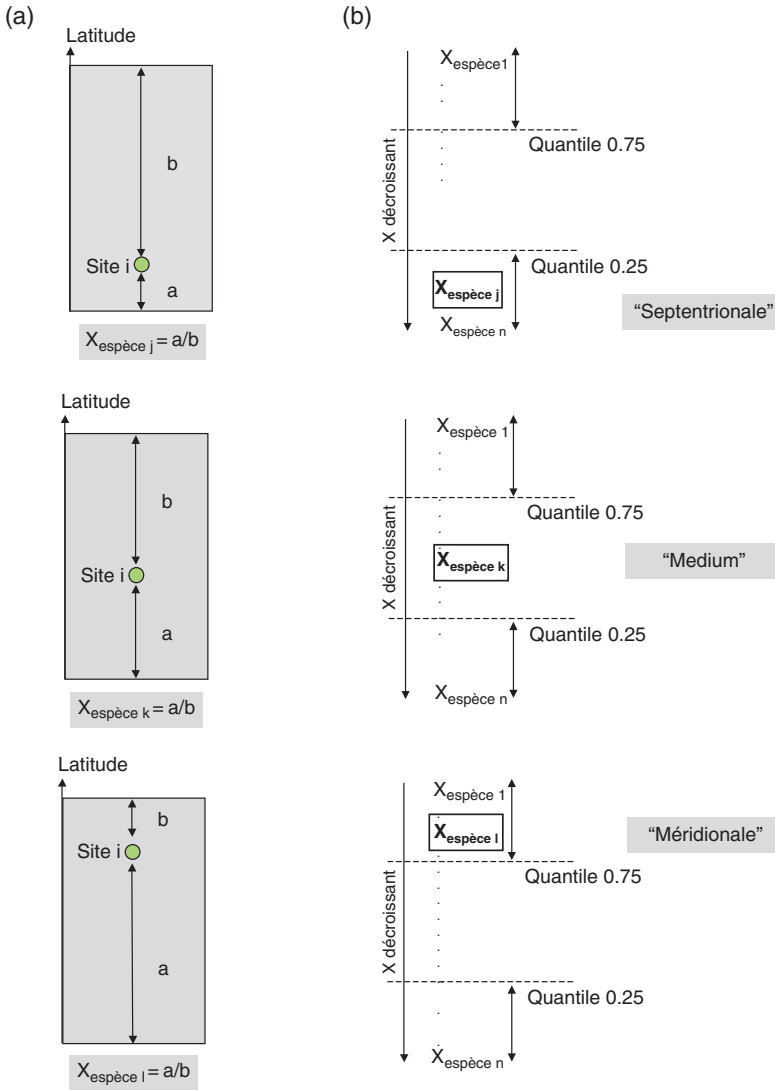 (a)
Latitude
b
Site i
a
X espèce j = a/b
(b)
X espèce1
Quantile 0.75
X décroissant
Quantile 0.25
X espèce j
X espèce n
“Septentrionale”
Latitude
b
Site i
a
X espèce k = a/b
X espèce 1
Quantile 0.75
X décroissant
X espèce k
“Medium”
Quantile 0.25
X espèce n
Latitude
b
Site i
a
X espèce l = a/b
X espèce 1
X espèce l
“Méridionale”
Quantile 0.75
X décroissant
Quantile 0.25
X espèce n